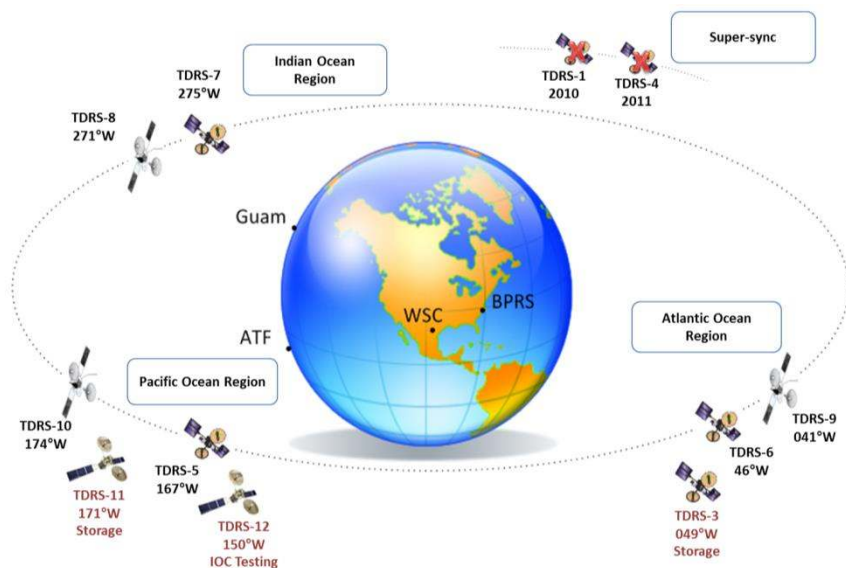 Indian Ocean
Region
Super-sync
TDRS-7
275°W
TDRS-1
2010
TDRS-4
2011
TDRS-8
271°W
Guam
BPRS
WSC
ATF
Atlantic Ocean
Region
Pacific Ocean Region
TDRS-10
174°W
TDRS-5
167°W
TDRS-9
041°W
TDRS-6
46°W
TDRS-11
171°W
Storage
TDRS-12
150°W
IOC Testing
TDRS-3
049°W
Storage